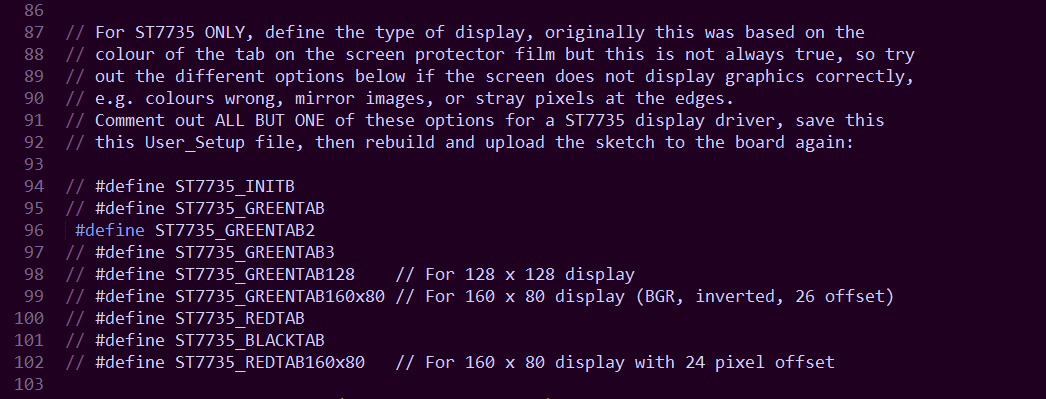 86
87 // For ST7735 ONLY, define the type of display, originally this was based on the
88 // colour of the tab on the screen protector film but this is not always true, so try
89 // out the different options below if the screen does not display graphics correctly,
90 // e.g. colours wrong, mirror images, or stray pixels at the edges.
91 // Comment out ALL BUT ONE of these options for a ST7735 display driver, save this
92 // this User_Setup file, then rebuild and upload the sketch to the board again:
93
94 // #define ST7735_INITB
95 // #define ST7735_GREENTAB
96 #define ST7735_GREENTAB2
97 // #define ST7735_GREENTAB3
98 // #define ST7735_GREENTAB128    // For 128 x 128 display
99 // #define ST7735_GREENTAB160x80 // For 160 x 80 display (BGR, inverted, 26 offset)
100 // #define ST7735_REDTAB
101 // #define ST7735_BLACKTAB
102 // #define ST7735_REDTAB160x80   // For 160 x 80 display with 24 pixel offset
103